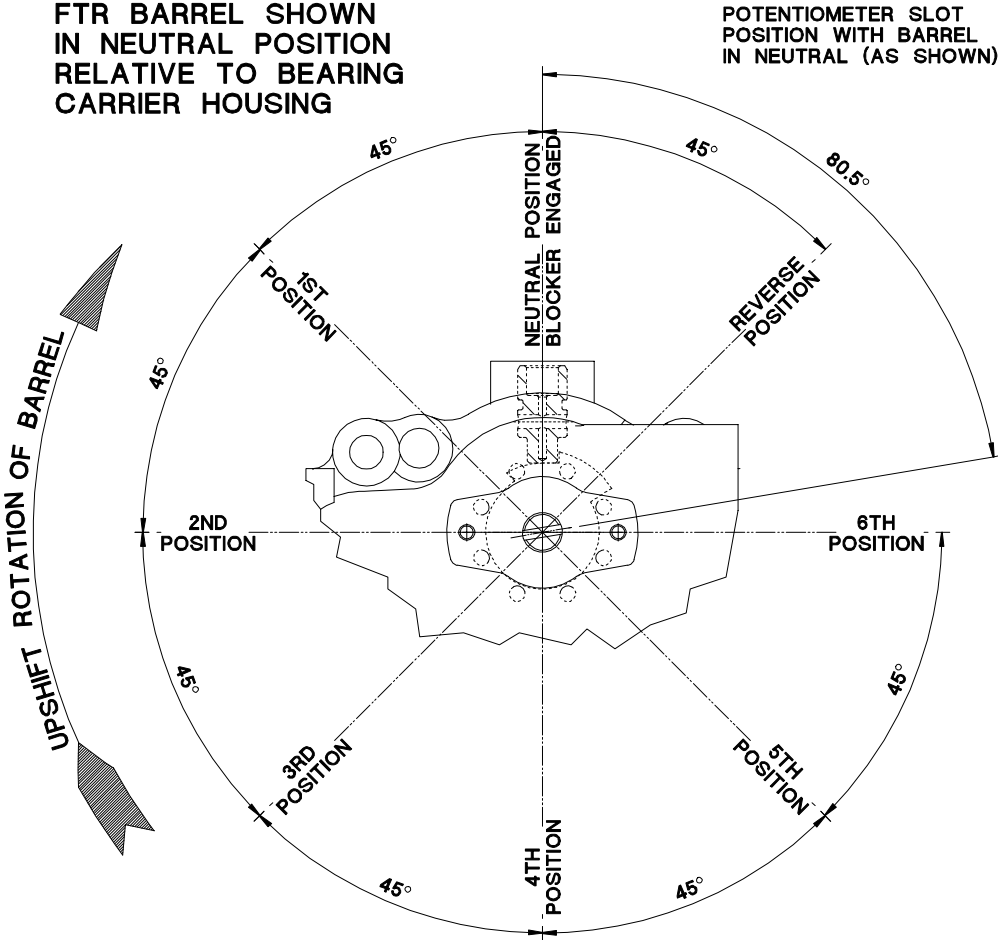 FTR BARREL SHOWN
IN NEUTRAL POSITION
RELATIVE TO BEARING
CARRIER HOUSING
POTENTIOMETER SLOT
POSITION WITH BARREL
IN NEUTRAL (AS SHOWN)
45°
45°
80.5°
NEUTRAL POSITION
BLOCKER ENGAGED
1ST
POSITION
REVERSE
POSITION
45°
UPSHIFT ROTATION OF BARREL
2ND
POSITION
6TH
POSITION
45°
45°
3RD
POSITION
5TH
POSITION
4TH
POSITION
45°
45°